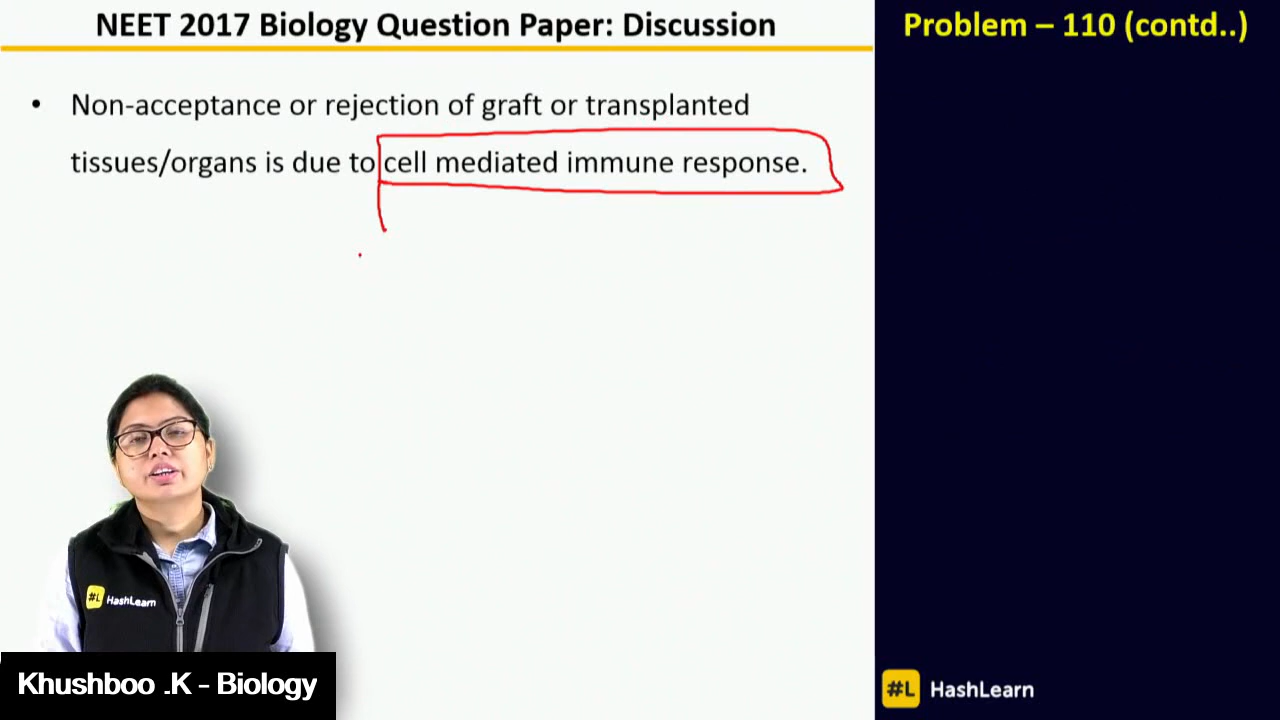 NEET 2017 Biology Question Paper: Discussion
Problem – 110 (contd..)
• Non-acceptance or rejection of graft or transplanted
tissues/organs is due to cell mediated immune response.
#L HashLearn
Khushboo .K - Biology
#L HashLearn